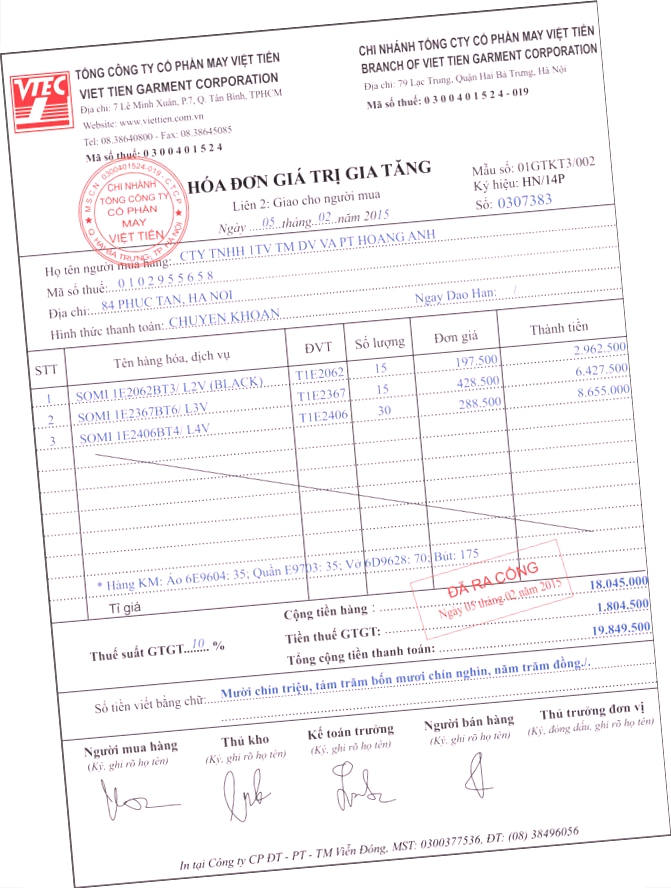 VTEC
TỔNG CÔNG TY CỔ PHẦN MAY VIỆT TIẾN
VIET TIEN GARMENT CORPORATION
Địa chỉ: 7 Lê Minh Xuân, P.7, Q. Tân Bình, TPHCM
Website: www.viettien.com.vn
Tel: 08.38640800 - Fax: 08.38645085
Mã số thuế: 0 3 0 0 4 0 1 5 2 4
CHI NHÁNH TỔNG CTY CỔ PHẦN MAY VIỆT TIẾN
BRANCH OF VIET TIEN GARMENT CORPORATION
Địa chỉ: 79 Lạc Trung, Quận Hai Bà Trưng, Hà Nội
Mã số thuế: 0 3 0 0 4 0 1 5 2 4 - 019
MSCN 0300401524-019 - C.T.C.P
CHI NHÁNH
TỔNG CÔNG TY
CỔ PHẦN
MAY
VIỆT TIẾN
Q. HAI BÀ TRƯNG, TP HÀ NỘI
HÓA ĐƠN GIÁ TRỊ GIA TĂNG
Liên 2: Giao cho người mua
Ngày ....05..tháng..02..năm 2015
Mẫu số: 01GTKT3/002
Ký hiệu: HN/14P
Số: 0307383
Họ tên người mua hàng: CTY TNHH 1TV TM DV VA PT HOANG ANH
Mã số thuế: 0 1 0 2 9 5 5 6 5 8
Địa chỉ: 84 PHUC TAN, HA NOI
Hình thức thanh toán: CHUYEN KHOAN Ngay Dao Han: /
STT Tên hàng hóa, dịch vụ ĐVT Số lượng Đơn giá Thành tiền
1 SOMI 1E2062BT3/ L2V (BLACK) T1E2062 15 197.500 2.962.500
2 SOMI 1E2367BT6/ L3V T1E2367 15 428.500 6.427.500
3 SOMI 1E2406BT4/ L4V T1E2406 30 288.500 8.655.000
* Hàng KM: Áo 6E9604: 35; Quần E9703: 35; Vớ 6D9628: 70; Bút: 175
Tỉ giá
ĐÃ RA CÔNG
Ngày 05 tháng 02 năm 2015
Cộng tiền hàng : 18.045.000
Thuế suất GTGT...10... % Tiền thuế GTGT: 1.804.500
Tổng cộng tiền thanh toán: 19.849.500
Số tiền viết bằng chữ: Mười chín triệu, tám trăm bốn mươi chín nghìn, năm trăm đồng./.
Người mua hàng Thủ kho Kế toán trưởng Người bán hàng Thủ trưởng đơn vị
(Ký, ghi rõ họ tên) (Ký, ghi rõ họ tên) (Ký, ghi rõ họ tên) (Ký, ghi rõ họ tên) (Ký, đóng dấu, ghi rõ họ tên)
In tại Công ty CP ĐT - PT - TM Viễn Đông, MST: 0300377536, ĐT: (08) 38496056